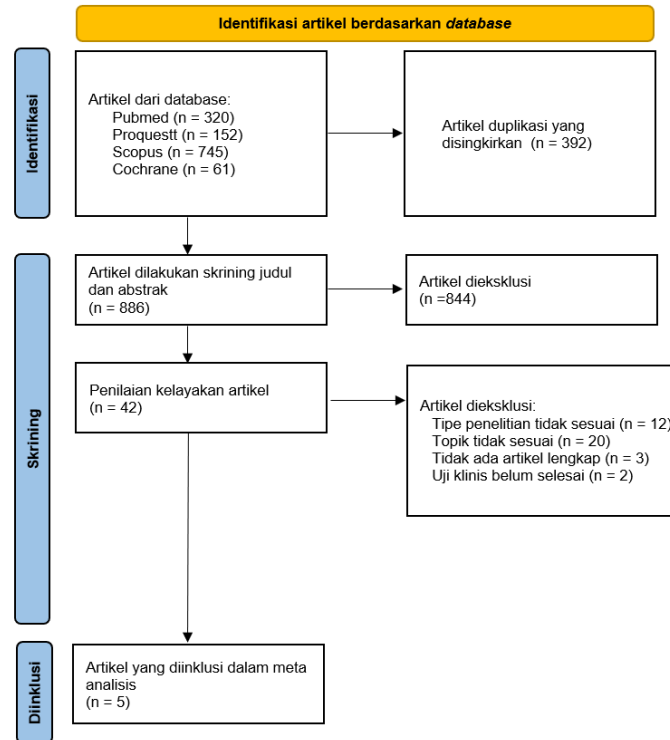 Identifikasi artikel berdasarkan database
Identifikasi
Artikel dari database:
Pubmed (n = 320)
Proquestt (n = 152)
Scopus (n = 745)
Cochrane (n = 61)
Artikel duplikasi yang
disingkirkan (n = 392)
Skrining
Artikel dilakukan skrining judul
dan abstrak
(n = 886)
Artikel dieksklusi
(n =844)
Penilaian kelayakan artikel
(n = 42)
Artikel dieksklusi:
Tipe penelitian tidak sesuai (n = 12)
Topik tidak sesuai (n = 20)
Tidak ada artikel lengkap (n = 3)
Uji klinis belum selesai (n = 2)
Diinklusi
Artikel yang diinklusi dalam meta
analisis
(n = 5)